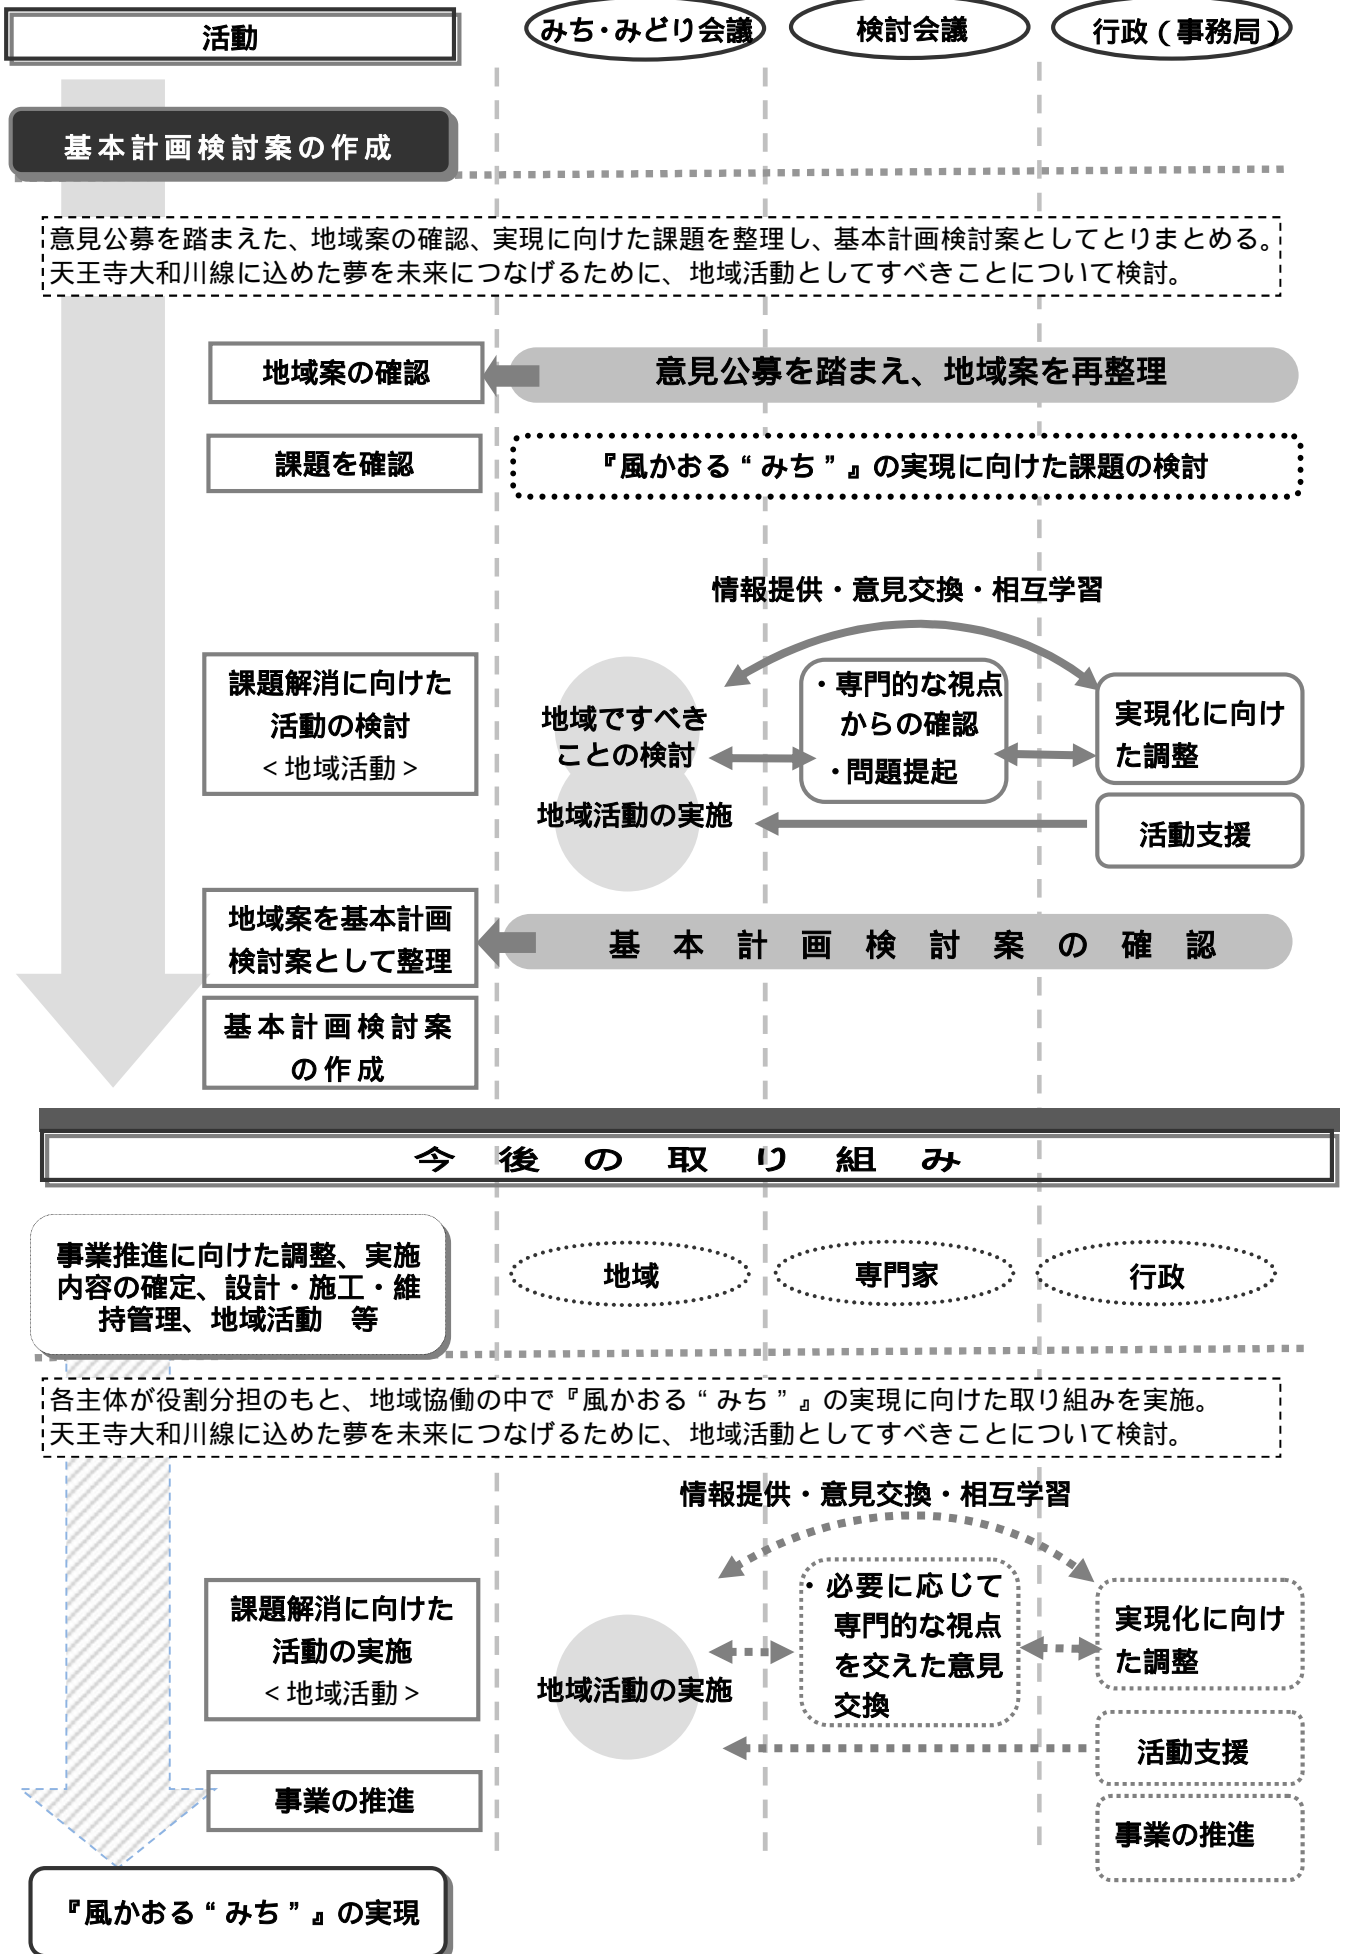 活動
みち・みどり会議
検討会議
行政（事務局）
基本計画検討案の作成
意見公募を踏まえた、地域案の確認、実現に向けた課題を整理し、基本計画検討案としてとりまとめる。
天王寺大和川線に込めた夢を未来につなげるために、地域活動としてすべきことについて検討。
地域案の確認
意見公募を踏まえ、地域案を再整理
課題を確認
『風かおる“みち”』の実現に向けた課題の検討
情報提供・意見交換・相互学習
課題解消に向けた
活動の検討
＜地域活動＞
地域ですべき
ことの検討
地域活動の実施
・専門的な視点
からの確認
・問題提起
実現化に向け
た調整
活動支援
地域案を基本計画
検討案として整理
基本計画検討案の確認
基本計画検討案
の作成
今後の取り組み
事業推進に向けた調整、実施
内容の確定、設計・施工・維
持管理、地域活動　等
地域
専門家
行政
各主体が役割分担のもと、地域協働の中で『風かおる“みち”』の実現に向けた取り組みを実施。
天王寺大和川線に込めた夢を未来につなげるために、地域活動としてすべきことについて検討。
情報提供・意見交換・相互学習
課題解消に向けた
活動の実施
＜地域活動＞
地域活動の実施
・必要に応じて
専門的な視点
を交えた意見
交換
実現化に向け
た調整
活動支援
事業の推進
事業の推進
『風かおる“みち”』の実現